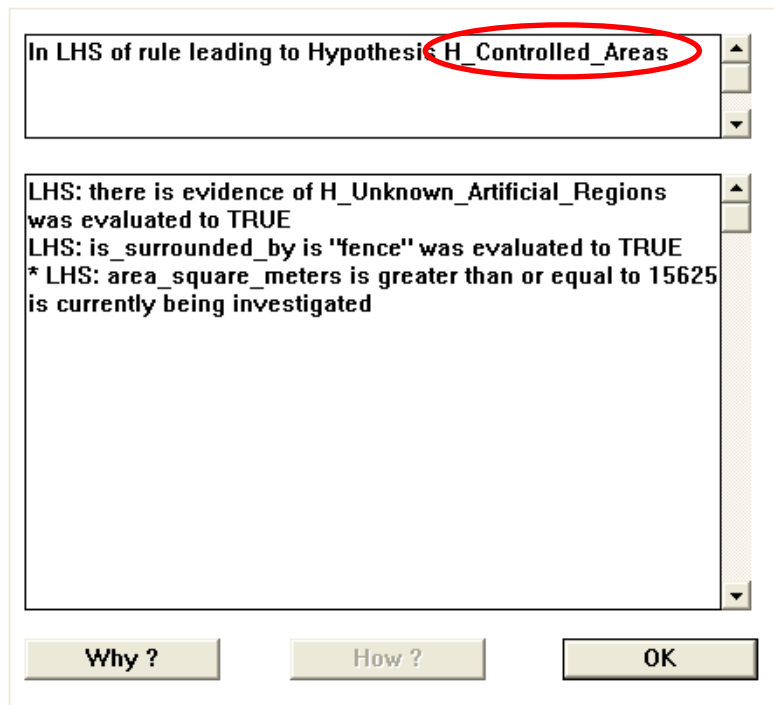 In LHS of rule leading to Hypothesis H_Controlled_Areas
LHS: there is evidence of H_Unknown_Artificial_Regions
was evaluated to TRUE
LHS: is_surrounded_by is "fence" was evaluated to TRUE
* LHS: area_square_meters is greater than or equal to 15625
is currently being investigated
Why ? How ? OK